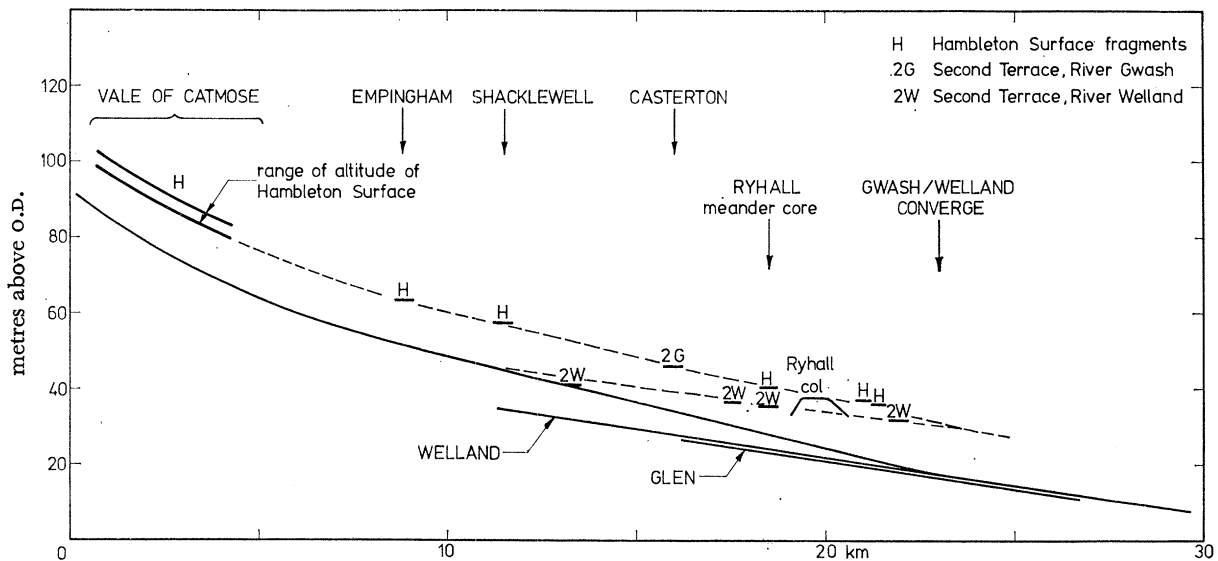 H Hambleton Surface fragments
2G Second Terrace, River Gwash
2W Second Terrace, River Welland
120
100
80
60
40
20
0
metres above O.D.
VALE OF CATMOSE
EMPINGHAM
SHACKLEWELL
CASTERTON
H
range of altitude of
Hambleton Surface
RYHALL
meander core
GWASH/WELLAND
CONVERGE
H
H
2G
H
Ryhall
col
H
H
2W
2W
2W
2W
WELLAND
GLEN
10
20 km
30